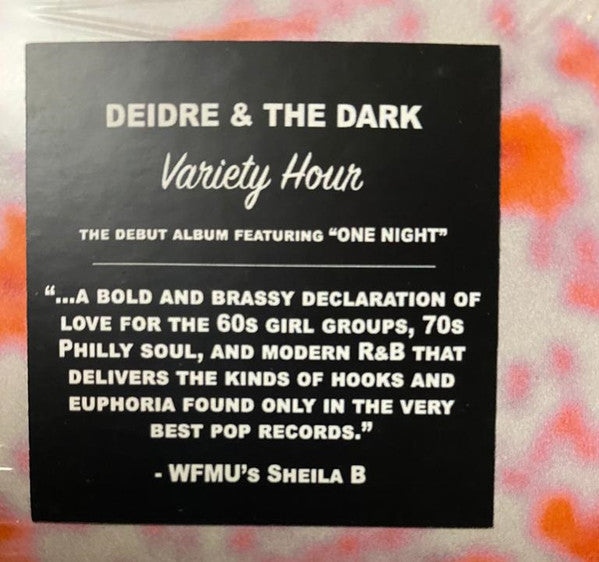 DEIDRE & THE DARK
Variety Hour
THE DEBUT ALBUM FEATURING “ONE NIGHT”
“...A BOLD AND BRASSY DECLARATION OF
LOVE FOR THE 60S GIRL GROUPS, 70S
PHILLY SOUL, AND MODERN R&B THAT
DELIVERS THE KINDS OF HOOKS AND
EUPHORIA FOUND ONLY IN THE VERY
BEST POP RECORDS.”
- WFMU’S SHEILA B